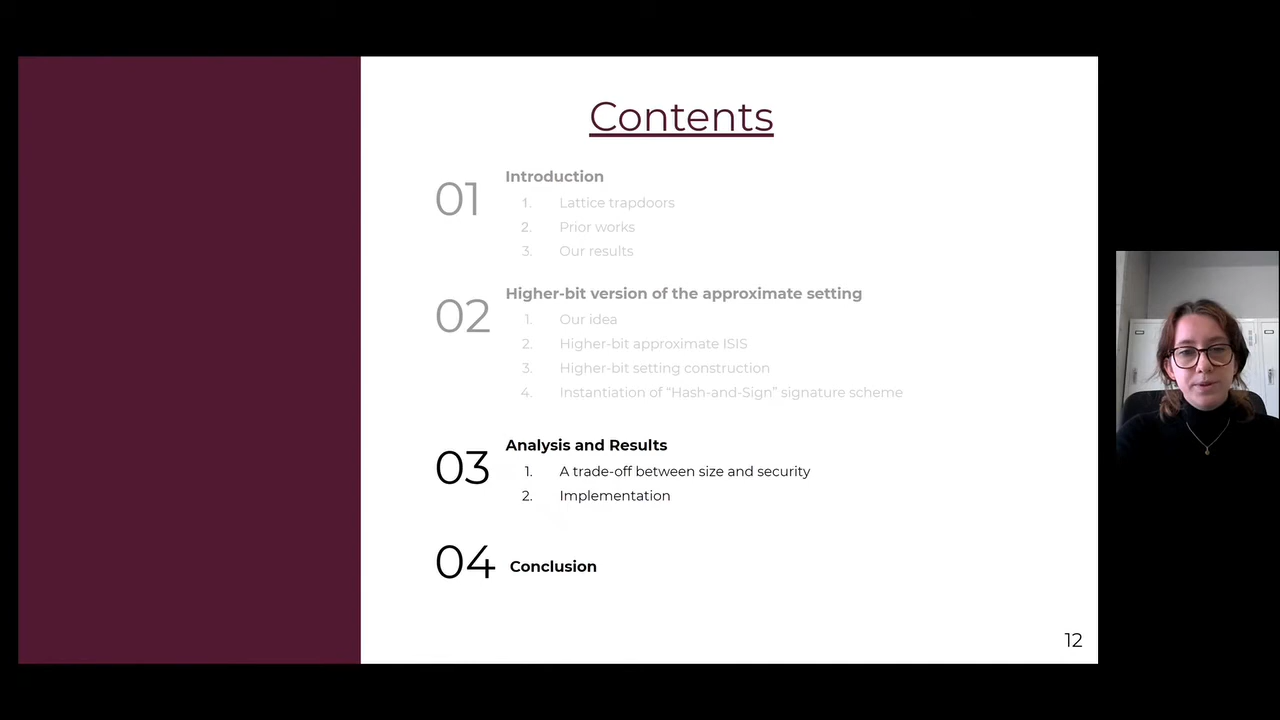 Contents
01
Introduction
1. Lattice trapdoors
2. Prior works
3. Our results
02
Higher-bit version of the approximate setting
1. Our idea
2. Higher-bit approximate ISIS
3. Higher-bit setting construction
4. Instantiation of “Hash-and-Sign” signature scheme
03
Analysis and Results
1. A trade-off between size and security
2. Implementation
04 Conclusion
12